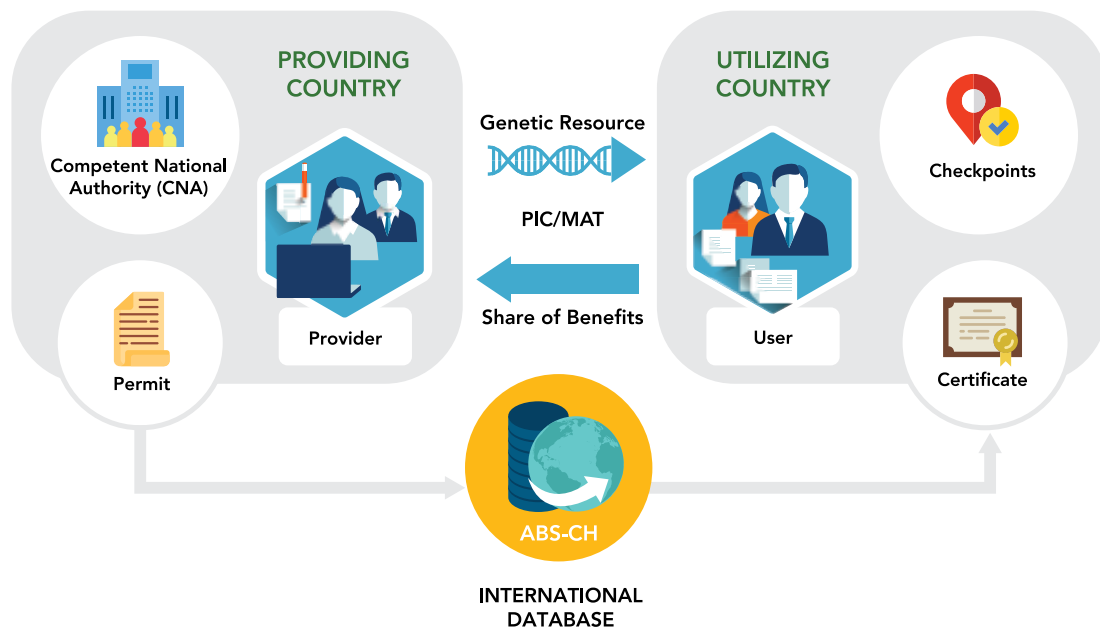 PROVIDING
COUNTRY
Competent National
Authority (CNA)
Provider
Permit
Genetic Resource
PIC/MAT
Share of Benefits
UTILIZING
COUNTRY
Checkpoints
User
Certificate
ABS-CH
INTERNATIONAL
DATABASE